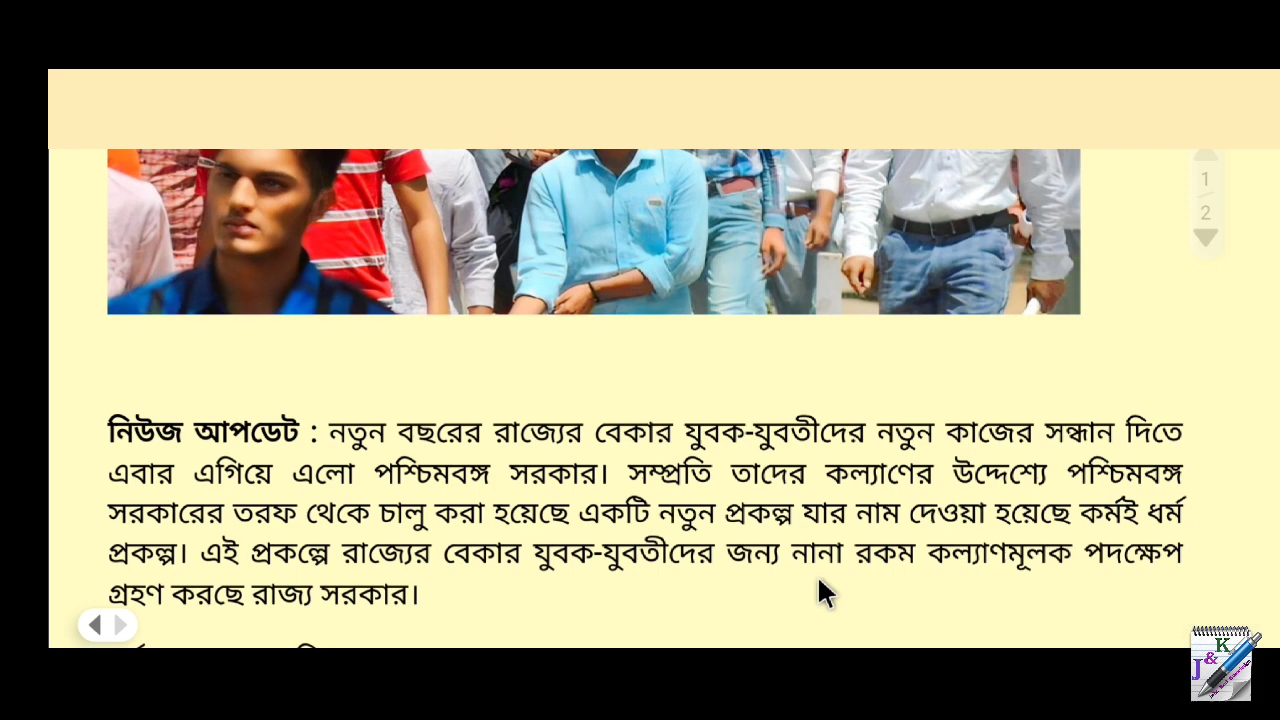 1
2
নিউজ আপডেট : নতুন বছরের রাজ্যের বেকার যুবক-যুবতীদের নতুন কাজের সন্ধান দিতে
এবার এগিয়ে এলো পশ্চিমবঙ্গ সরকার। সম্প্রতি তাদের কল্যাণের উদ্দেশ্যে পশ্চিমবঙ্গ
সরকারের তরফ থেকে চালু করা হয়েছে একটি নতুন প্রকল্প যার নাম দেওয়া হয়েছে কর্মই ধর্ম
প্রকল্প। এই প্রকল্পে রাজ্যের বেকার যুবক-যুবতীদের জন্য নানা রকম কল্যাণমূলক পদক্ষেপ
গ্রহণ করছে রাজ্য সরকার।
J&K